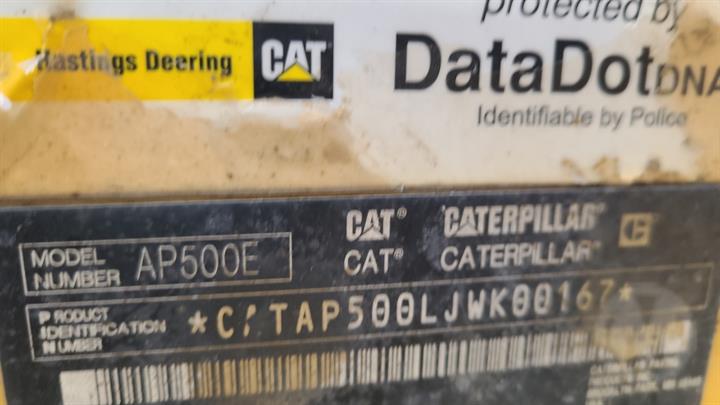 protected by
Hastings Deering CAT
DataDotDNA
Identifiable by Police
CAT® CATERPILLAR®
MODEL NUMBER AP500E
CAT® CATERPILLAR®
PRODUCT IDENTIFICATION NUMBER
*C/TAP500LJWK00167*